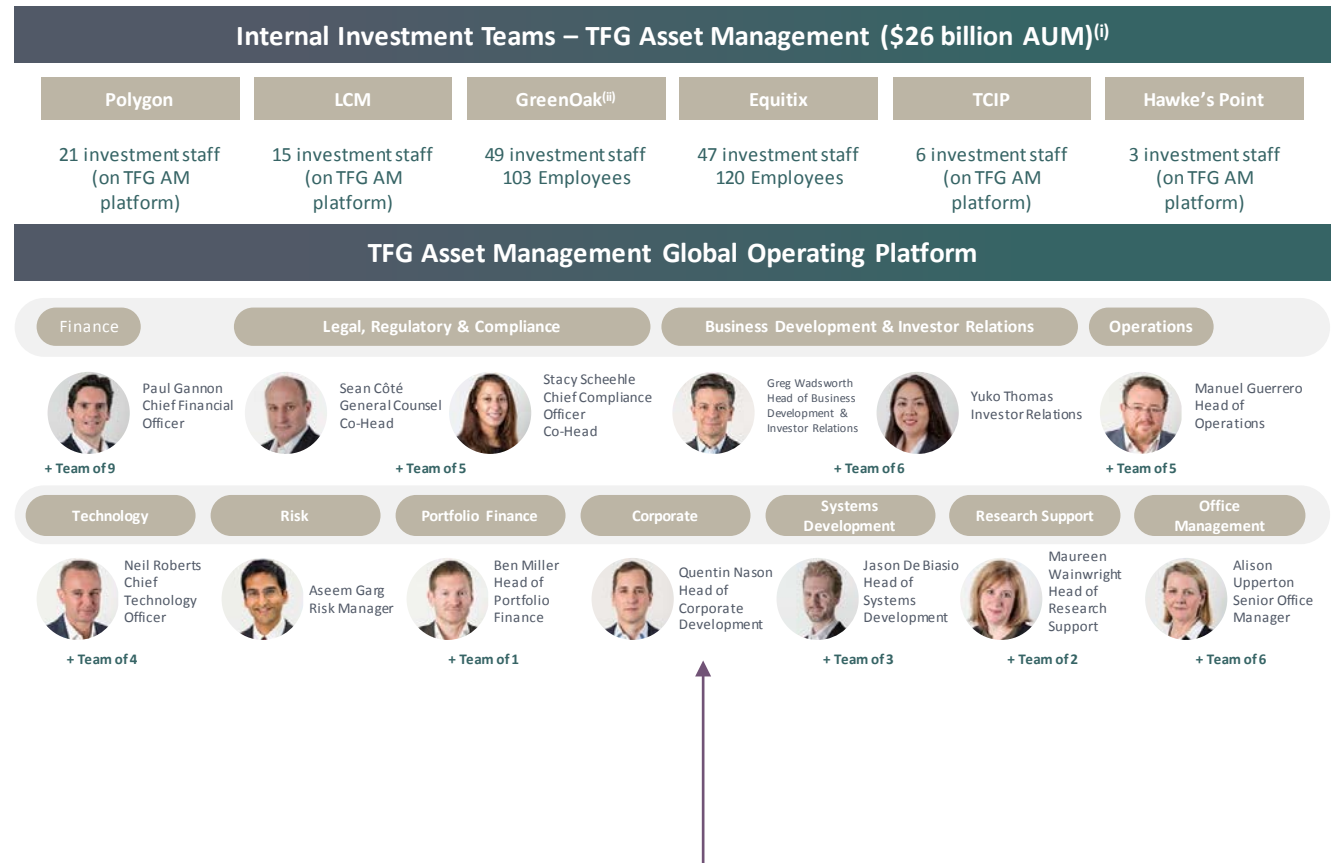 Internal Investment Teams – TFG Asset Management ($26 billion AUM)(i)
Polygon
LCM
GreenOak(ii)
Equitix
TCIP
Hawke's Point
21 investment staff
(on TFG AM
platform)
15 investment staff
(on TFG AM
platform)
49 investment staff
103 Employees
47 investment staff
120 Employees
6 investment staff
(on TFG AM
platform)
3 investment staff
(on TFG AM
platform)
TFG Asset Management Global Operating Platform
Finance
Legal, Regulatory & Compliance
Business Development & Investor Relations
Operations
Paul Gannon
Chief Financial
Officer
Sean Côté
General Counsel
Co-Head
Stacy Scheehle
Chief Compliance
Officer
Co-Head
Greg Wadsworth
Head of Business
Development &
Investor Relations
Yuko Thomas
Investor Relations
Manuel Guerrero
Head of
Operations
+ Team of 9
+ Team of 5
+ Team of 6
+ Team of 5
Technology
Risk
Portfolio Finance
Corporate
Systems
Development
Research Support
Office
Management
Neil Roberts
Chief
Technology
Officer
Aseem Garg
Risk Manager
Ben Miller
Head of
Portfolio
Finance
Quentin Nason
Head of
Corporate
Development
Jason De Biasio
Head of
Systems
Development
Maureen
Wainwright
Head of
Research
Support
Alison
Upperton
Senior Office
Manager
+ Team of 4
+ Team of 1
+ Team of 3
+ Team of 2
+ Team of 6